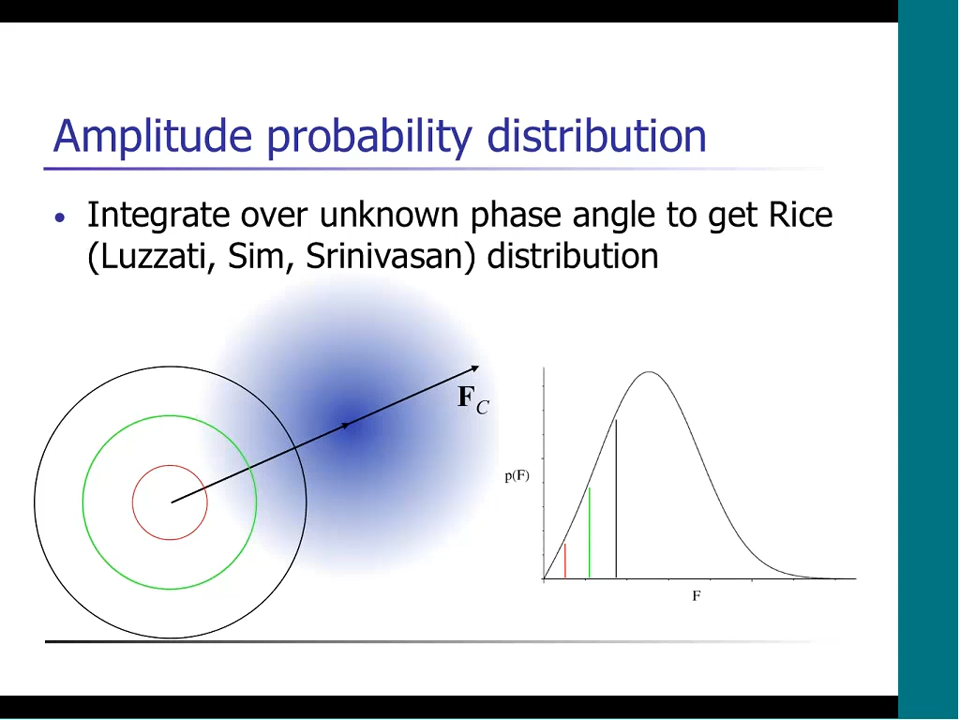 Amplitude probability distribution
• Integrate over unknown phase angle to get Rice
(Luzzati, Sim, Srinivasan) distribution
F_C
p(F)
F